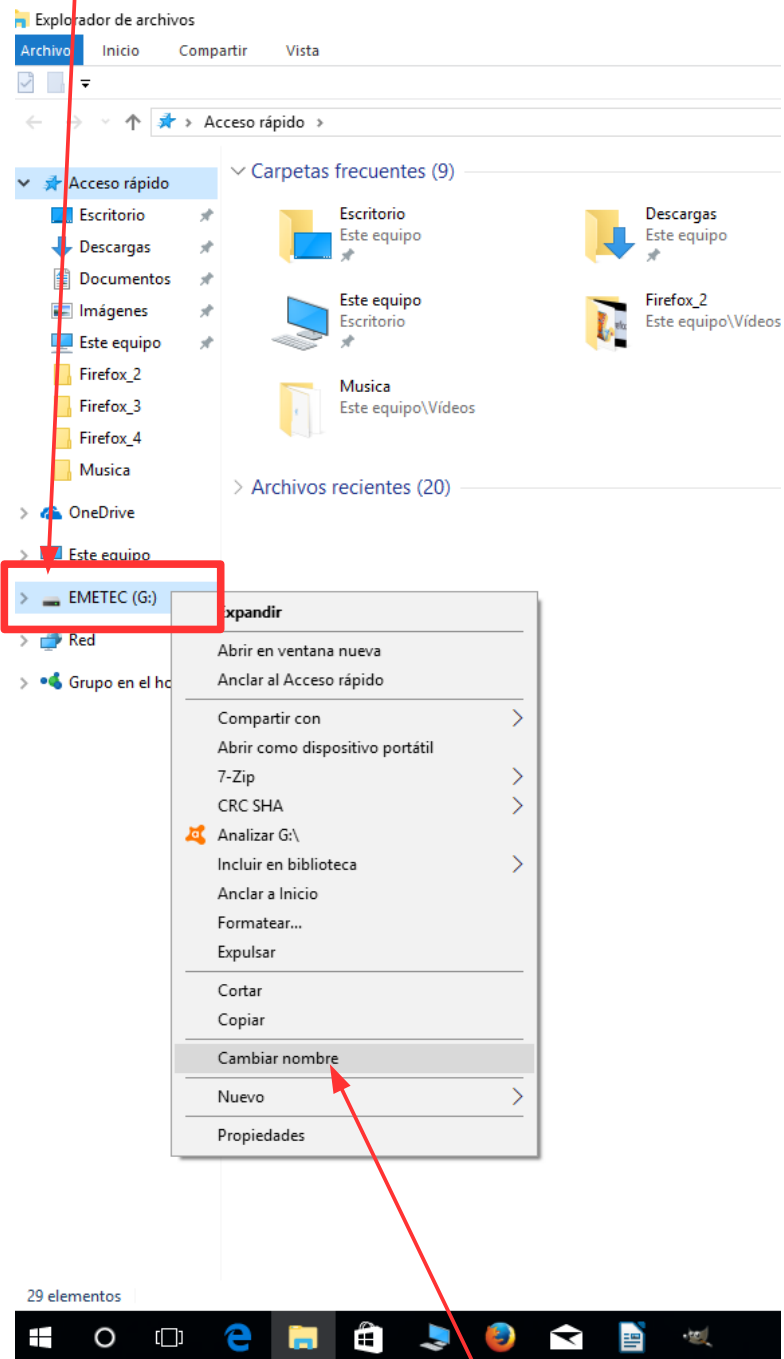 Explorador de archivos
Archivo Inicio Compartir Vista
Acceso rápido
Acceso rápido
Escritorio
Descargas
Documentos
Imágenes
Este equipo
Firefox_2
Firefox_3
Firefox_4
Musica
OneDrive
Este equipo
EMETEC (G:)
Red
Grupo en el
Carpetas frecuentes (9)
Escritorio
Este equipo
Descargas
Este equipo
Este equipo
Escritorio
Firefox_2
Este equipo\Vídeos
Musica
Este equipo\Vídeos
Archivos recientes (20)
Expandir
Abrir en ventana nueva
Anclar al Acceso rápido
Compartir con
Abrir como dispositivo portátil
7-Zip
CRC SHA
Analizar G:\
Incluir en biblioteca
Anclar a Inicio
Formatear...
Expulsar
Cortar
Copiar
Cambiar nombre
Nuevo
Propiedades
29 elementos